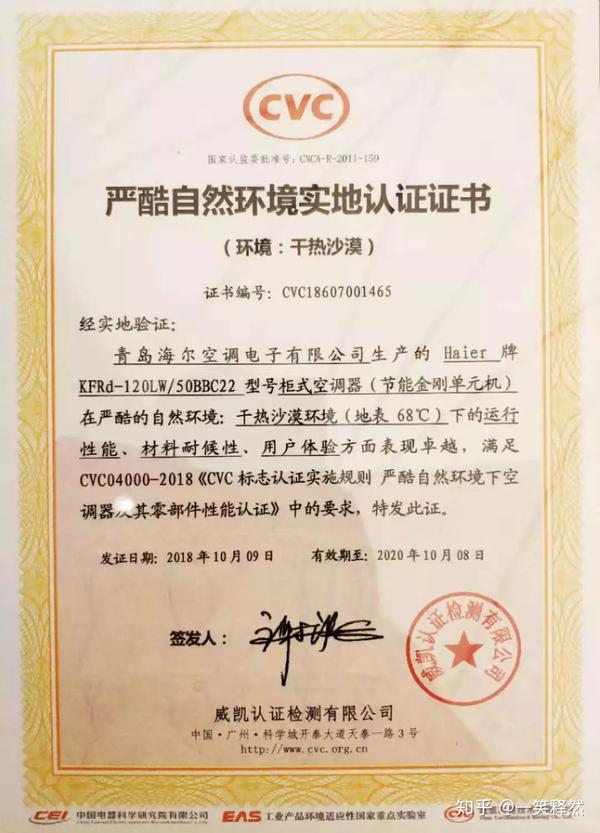 CVC
国家认监委批准号：CNCA-R-2011-159
严酷自然环境实地认证证书
（环境：干热沙漠）
证书编号：CVC18607001465
经实地验证：
青岛海尔空调电子有限公司生产的 Haier 牌
KFRd-120LW/50BBC22 型号柜式空调器（节能金刚单元机）
在严酷的自然环境：干热沙漠环境（地表 68℃）下的运行
性能、材料耐候性、用户体验方面表现卓越，满足
CVC04000-2018《CVC 标志认证实施规则 严酷自然环境下空
调器及其零部件性能认证》中的要求，特发此证。
发证日期：2018 年 10 月 09 日 有效期至：2020 年 10 月 08 日
签发人：
威凯认证检测有限公司
威凯认证检测有限公司
中国·广州·科学城开泰大道天泰一路 3 号
http://www.cvc.org.cn
CEI 中国电器科学研究院有限公司 EAS 工业产品环境适应性国家重点实验室 CVC
知乎 @一笑释然